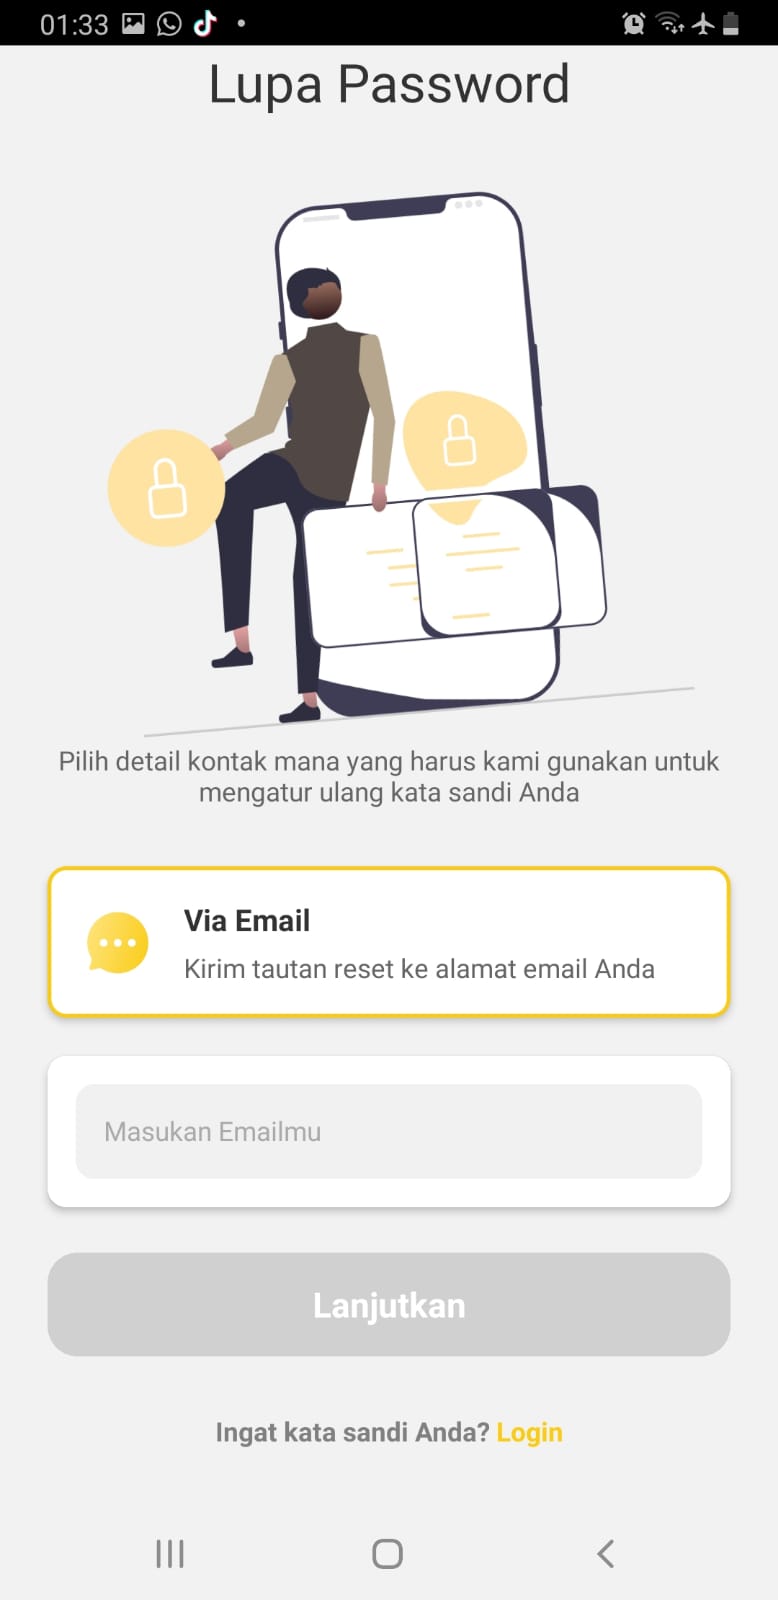 01:33
Lupa Password
Pilih detail kontak mana yang harus kami gunakan untuk
mengatur ulang kata sandi Anda
Via Email
Kirim tautan reset ke alamat email Anda
Masukan Emailmu
Lanjutkan
Ingat kata sandi Anda? Login